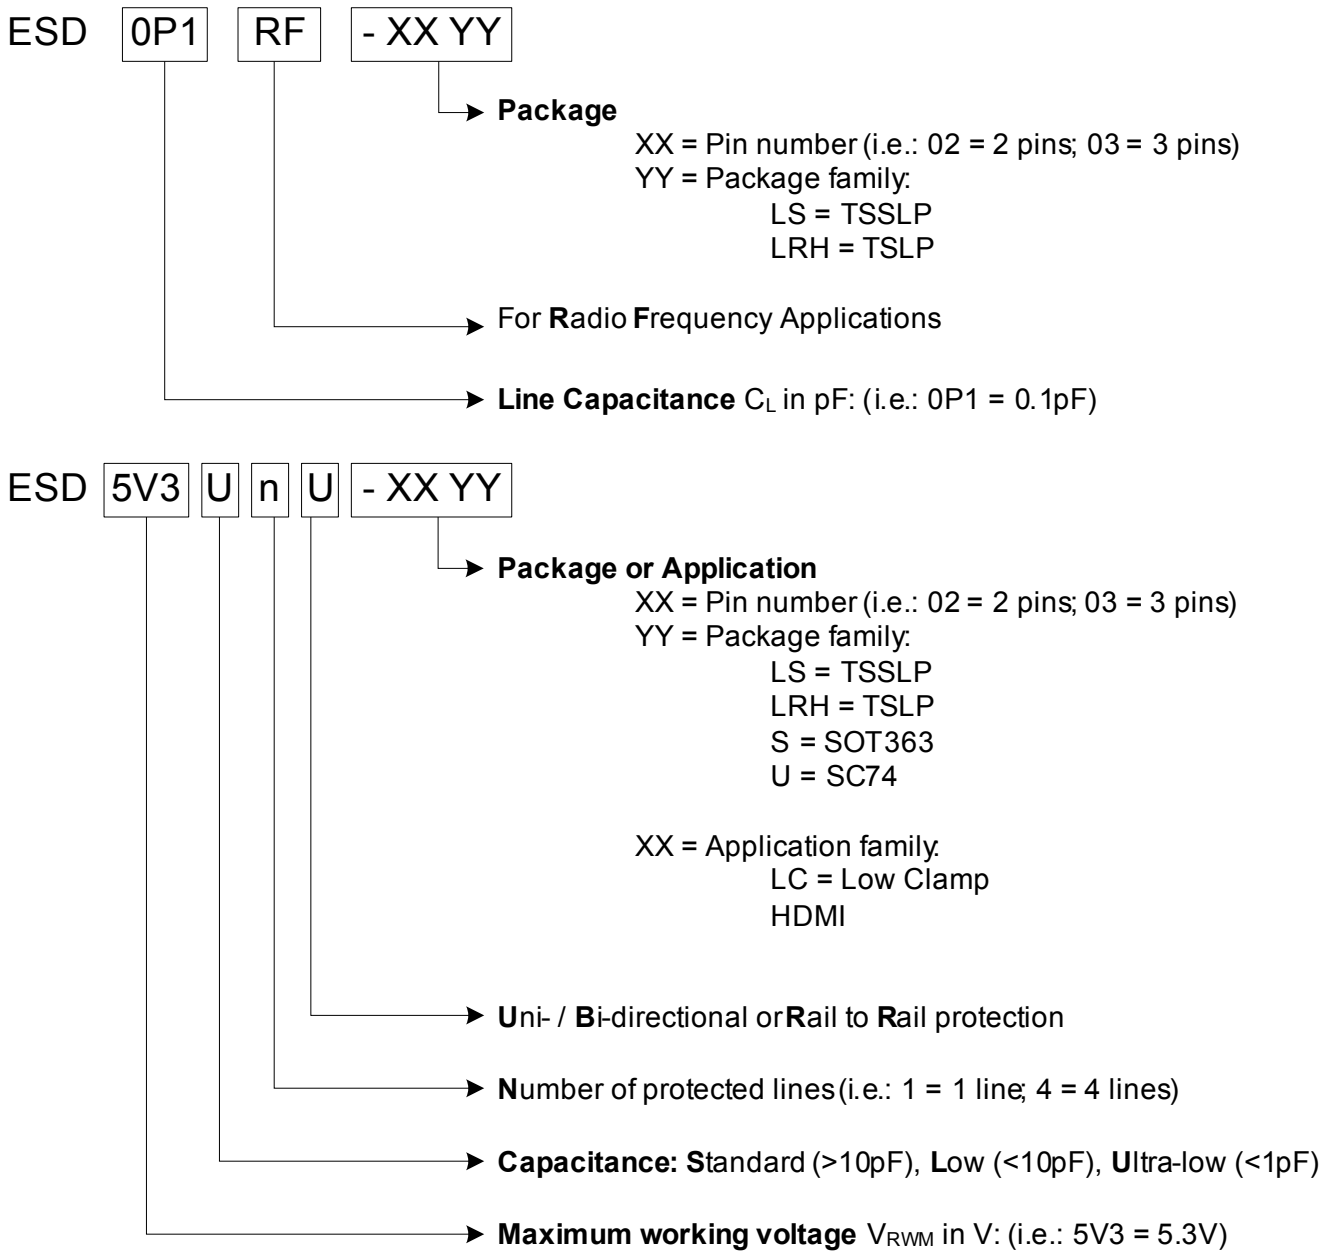 ESD 0P1 RF - XX YY
Package
XX = Pin number (i.e.: 02 = 2 pins; 03 = 3 pins)
YY = Package family:
LS = TSSLP
LRH = TSLP
For Radio Frequency Applications
Line Capacitance CL in pF: (i.e.: 0P1 = 0.1pF)
ESD 5V3 U n U - XX YY
Package or Application
XX = Pin number (i.e.: 02 = 2 pins; 03 = 3 pins)
YY = Package family:
LS = TSSLP
LRH = TSLP
S = SOT363
U = SC74
XX = Application family:
LC = Low Clamp
HDMI
Uni- / Bi-directional or Rail to Rail protection
Number of protected lines (i.e.: 1 = 1 line; 4 = 4 lines)
Capacitance: Standard (>10pF), Low (<10pF), Ultra-low (<1pF)
Maximum working voltage VRWM in V: (i.e.: 5V3 = 5.3V)